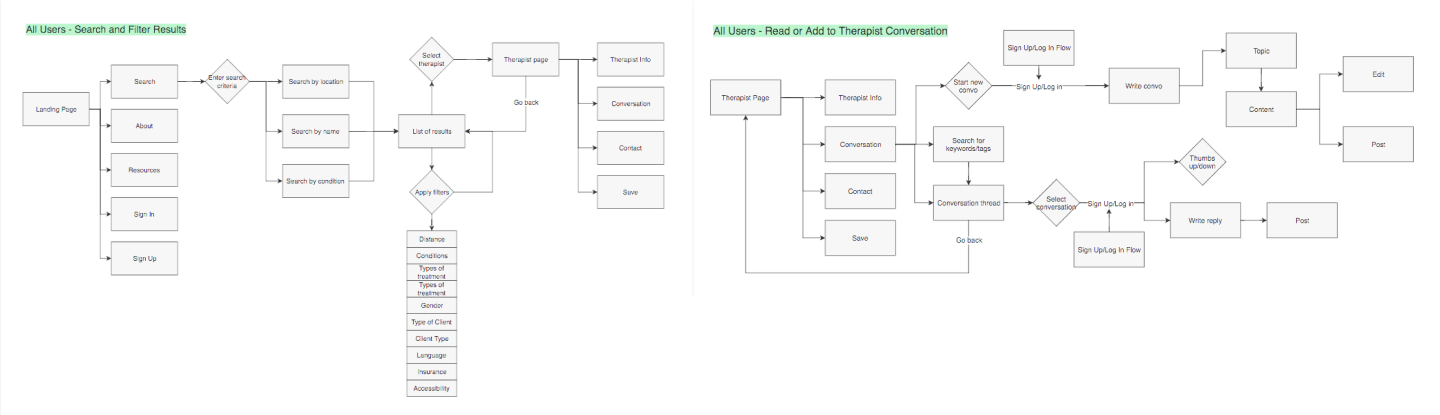 All Users - Search and Filter Results
Landing Page
Search
About
Resources
Sign In
Sign Up
Enter search
criteria
Search by location
Search by name
Search by condition
Select
therapist
List of results
Apply filters
Distance
Conditions
Types of
treatment
Types of
treatment
Gender
Type of Client
Client Type
Language
Insurance
Accessibility
Therapist page
Go back
Therapist Info
Conversation
Contact
Save
All Users - Read or Add to Therapist Conversation
Therapist Page
Therapist Info
Conversation
Contact
Save
Start new
convo
Search for
keywords/tags
Conversation thread
Go back
Sign Up/Log In Flow
Sign Up/Log in
Write convo
Topic
Content
Edit
Post
Select
conversation
Sign Up/Log in
Sign Up/Log In Flow
Thumbs
up/down
Write reply
Post